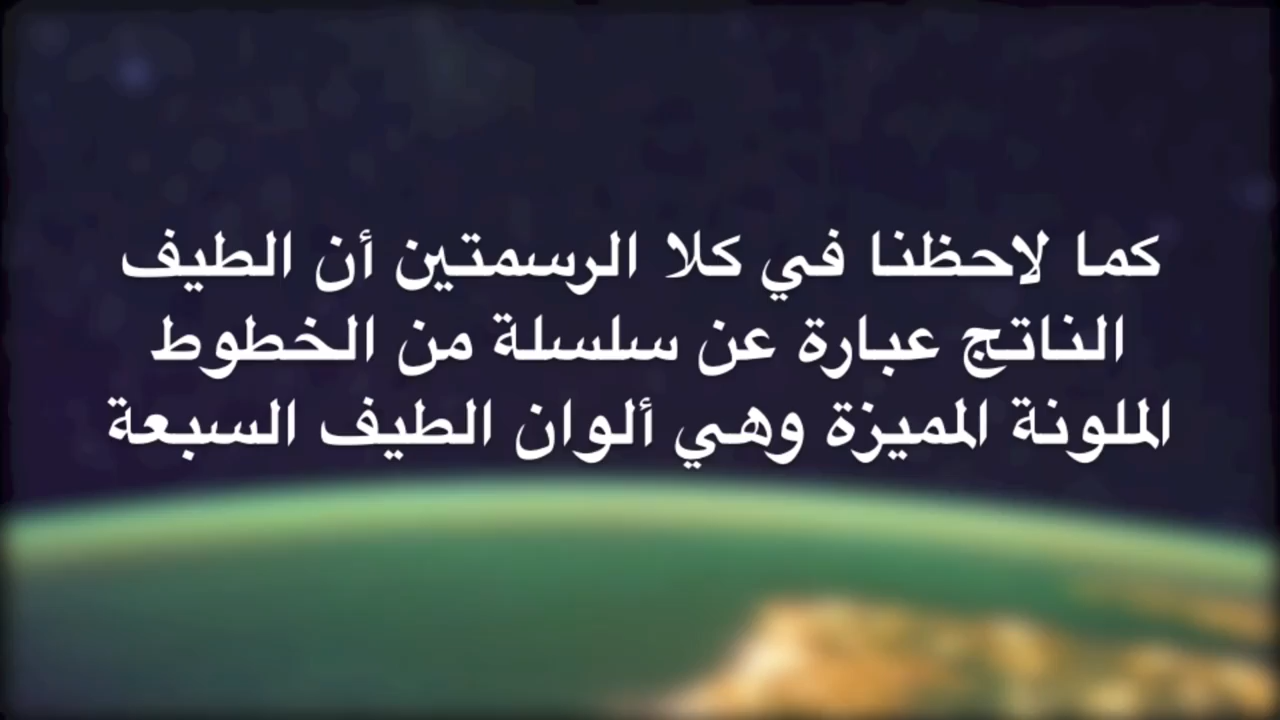 كما لاحظنا في كلا الرسمتين أن الطيف
الناتج عبارة عن سلسلة من الخطوط
الملونة المميزة وهي ألوان الطيف السبعة